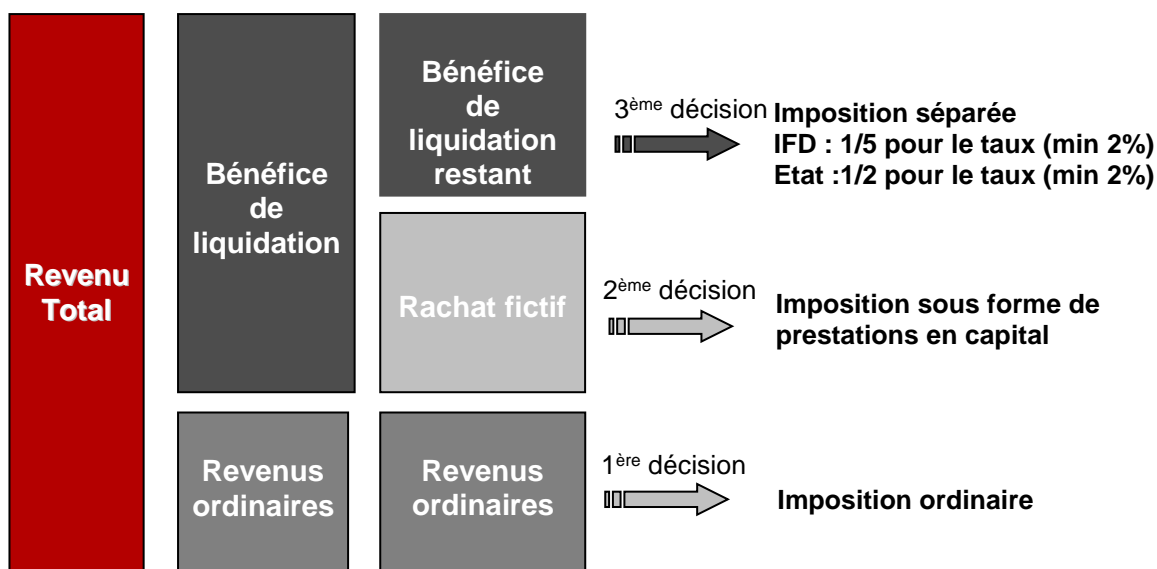 Revenu
Total
Bénéfice
de
liquidation
Revenus
ordinaires
Bénéfice
de
liquidation
restant
Rachat fictif
Revenus
ordinaires
3ème décision
Imposition séparée
IFD : 1/5 pour le taux (min 2%)
Etat :1/2 pour le taux (min 2%)
2ème décision
Imposition sous forme de
prestations en capital
1ère décision
Imposition ordinaire